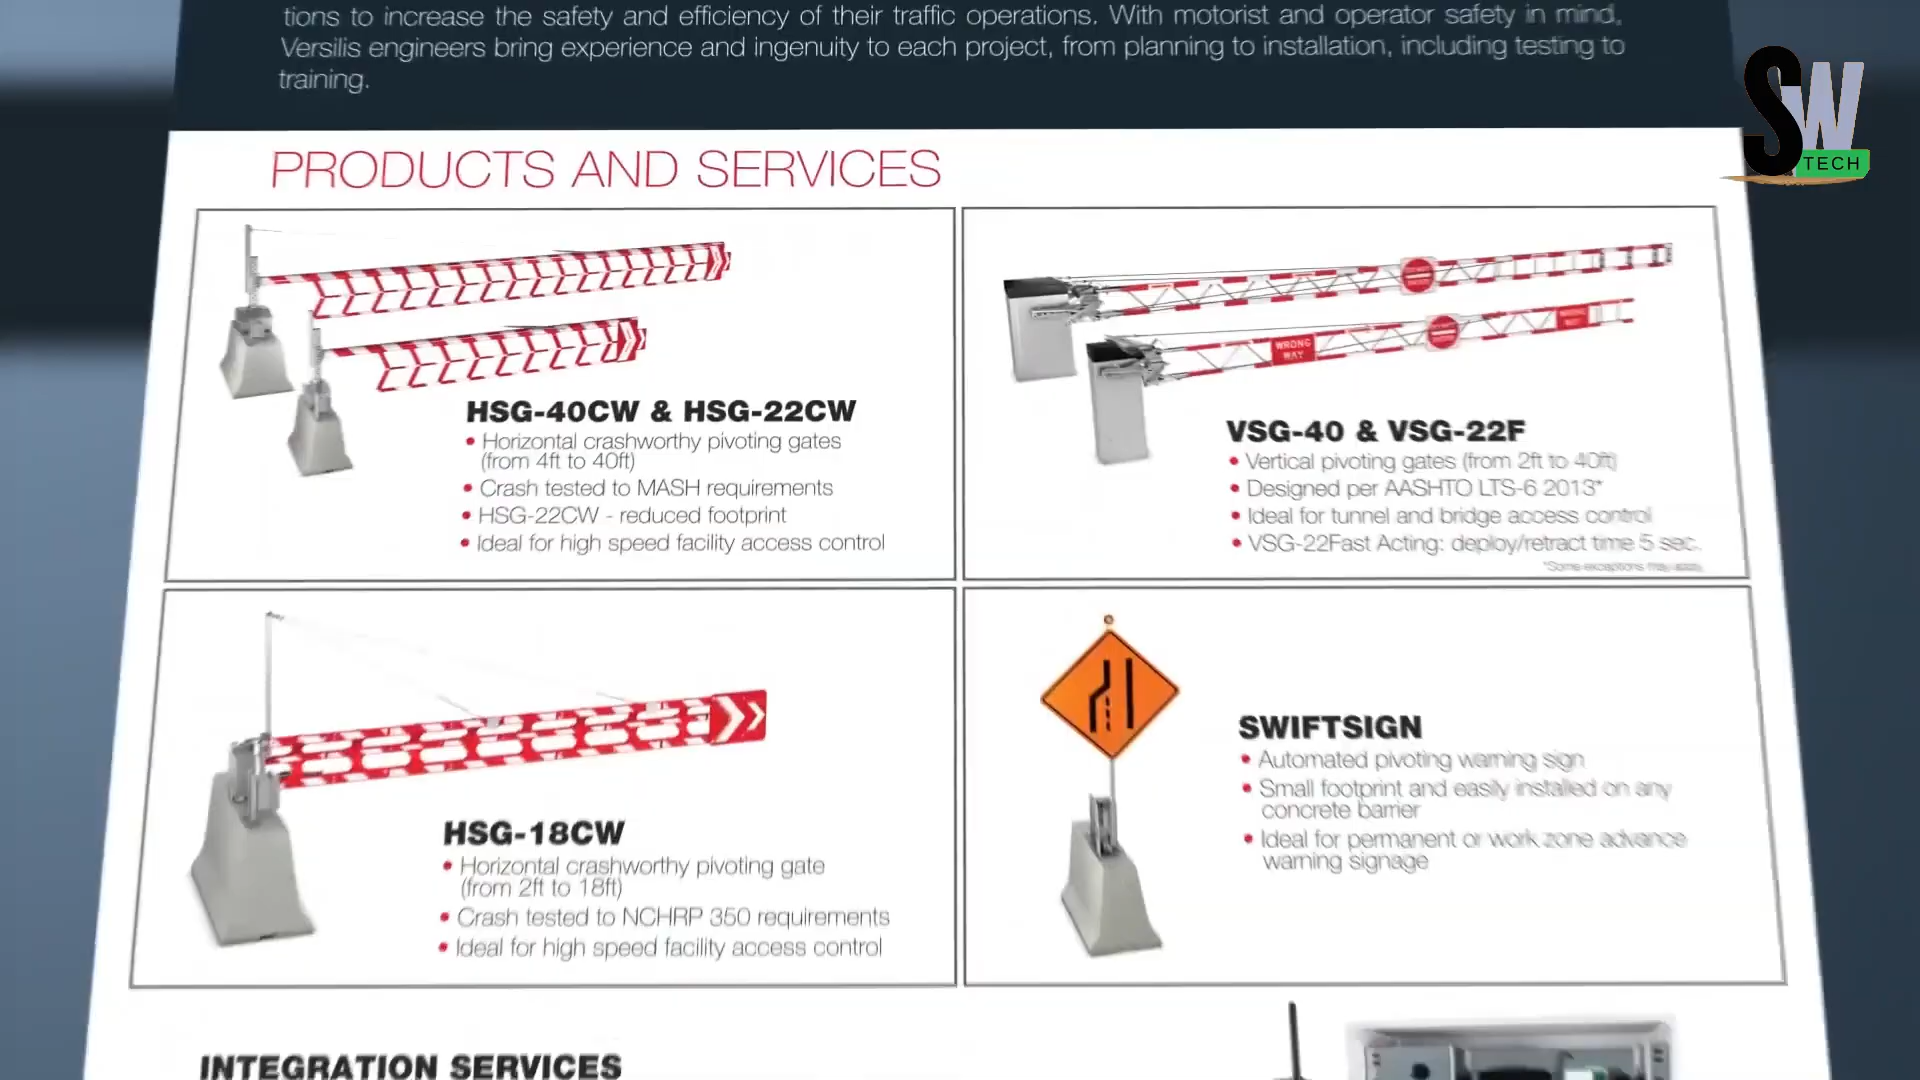 tions to increase the safety and efficiency of their traffic operations. With motorist and operator safety in mind,
Versilis engineers bring experience and ingenuity to each project, from planning to installation, including testing to
training.
SW
TECH
PRODUCTS AND SERVICES
HSG-40CW & HSG-22CW
• Horizontal crashworthy pivoting gates
(from 4ft to 40ft)
• Crash tested to MASH requirements
• HSG-22CW - reduced footprint
• Ideal for high speed facility access control
WRONG
WAY
VSG-40 & VSG-22F
• Vertical pivoting gates (from 2ft to 40ft)
• Designed per AASHTO LTS-6 2013*
• Ideal for tunnel and bridge access control
• VSG-22Fast Acting: deploy/retract time 5 sec.
*Some exceptions may apply
HSG-18CW
• Horizontal crashworthy pivoting gate
(from 2ft to 18ft)
• Crash tested to NCHRP 350 requirements
• Ideal for high speed facility access control
SWIFTSIGN
• Automated pivoting warning sign
• Small footprint and easily installed on any
concrete barrier
• Ideal for permanent or work zone advance
warning signage
INTEGRATION SERVICES